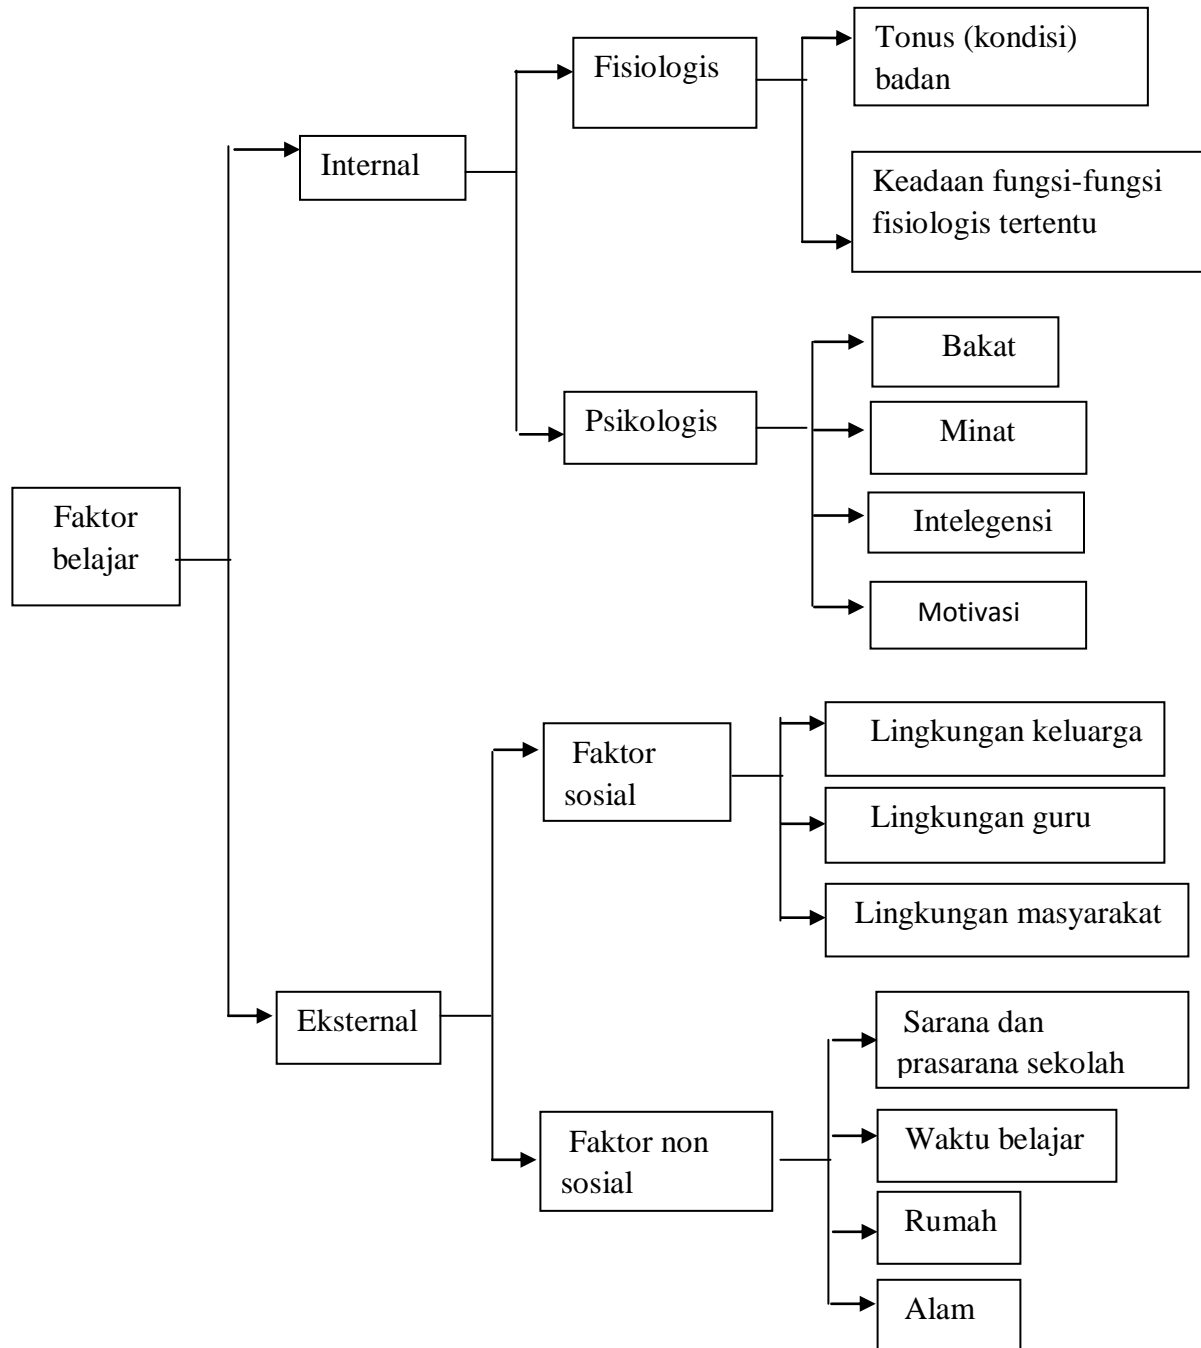 Tonus (kondisi)
badan
Fisiologis
Internal
Keadaan fungsi-fungsi
fisiologis tertentu
Bakat
Psikologis
Minat
Intelegensi
Motivasi
Faktor
belajar
Lingkungan keluarga
Faktor
sosial
Lingkungan guru
Lingkungan masyarakat
Eksternal
Sarana dan
prasarana sekolah
Faktor non
sosial
Waktu belajar
Rumah
Alam